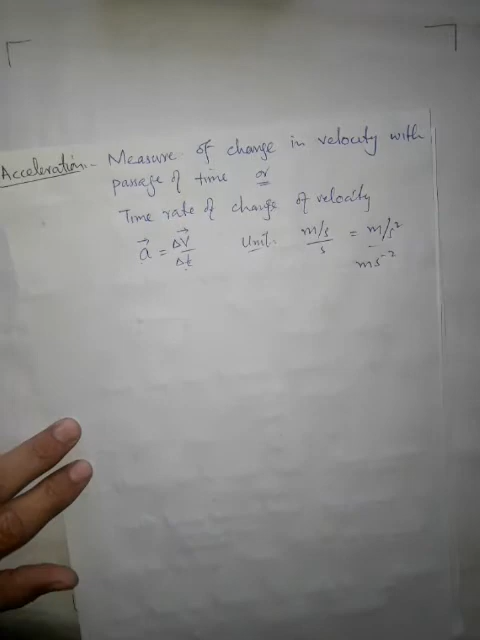 Acceleration - Measure of change in velocity with
passage of time or
Time rate of change of velocity
a⃗ = Δv⃗/Δt Unit. m/s/s = m/s²
ms⁻²